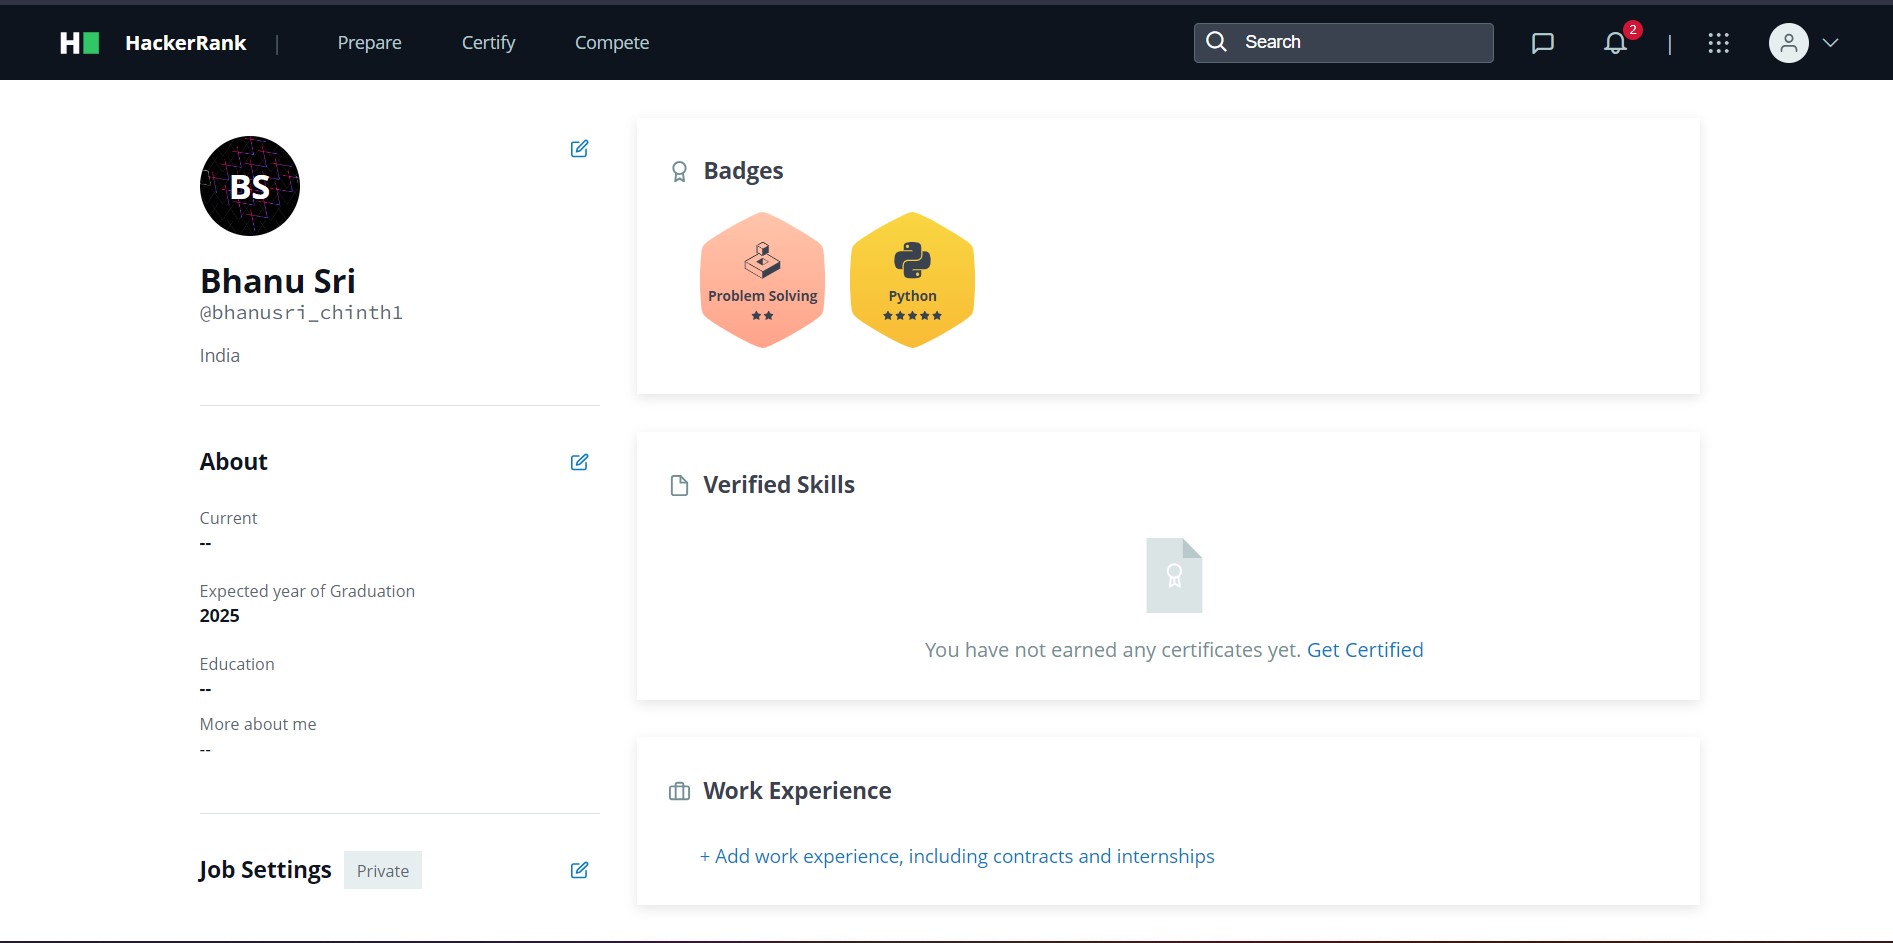 HackerRank | Prepare Certify Compete Search 2 |
BS
Bhanu Sri
@bhanusri_chinth1
India
About
Current
--
Expected year of Graduation
2025
Education
--
More about me
--
Job Settings Private
Badges
Problem Solving
Python
Verified Skills
You have not earned any certificates yet. Get Certified
Work Experience
+ Add work experience, including contracts and internships